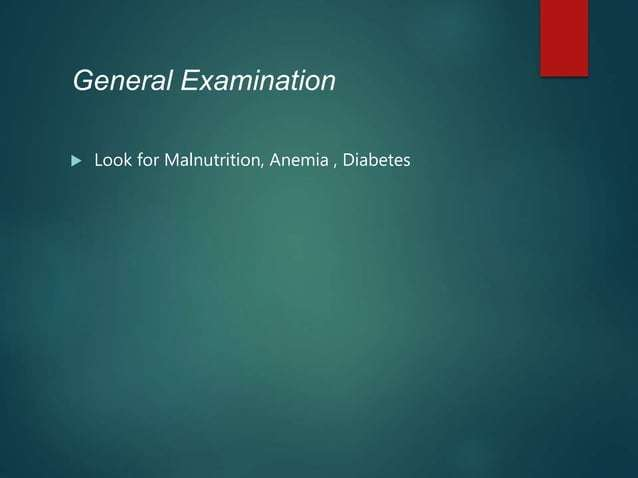 General Examination
Look for Malnutrition, Anemia , Diabetes